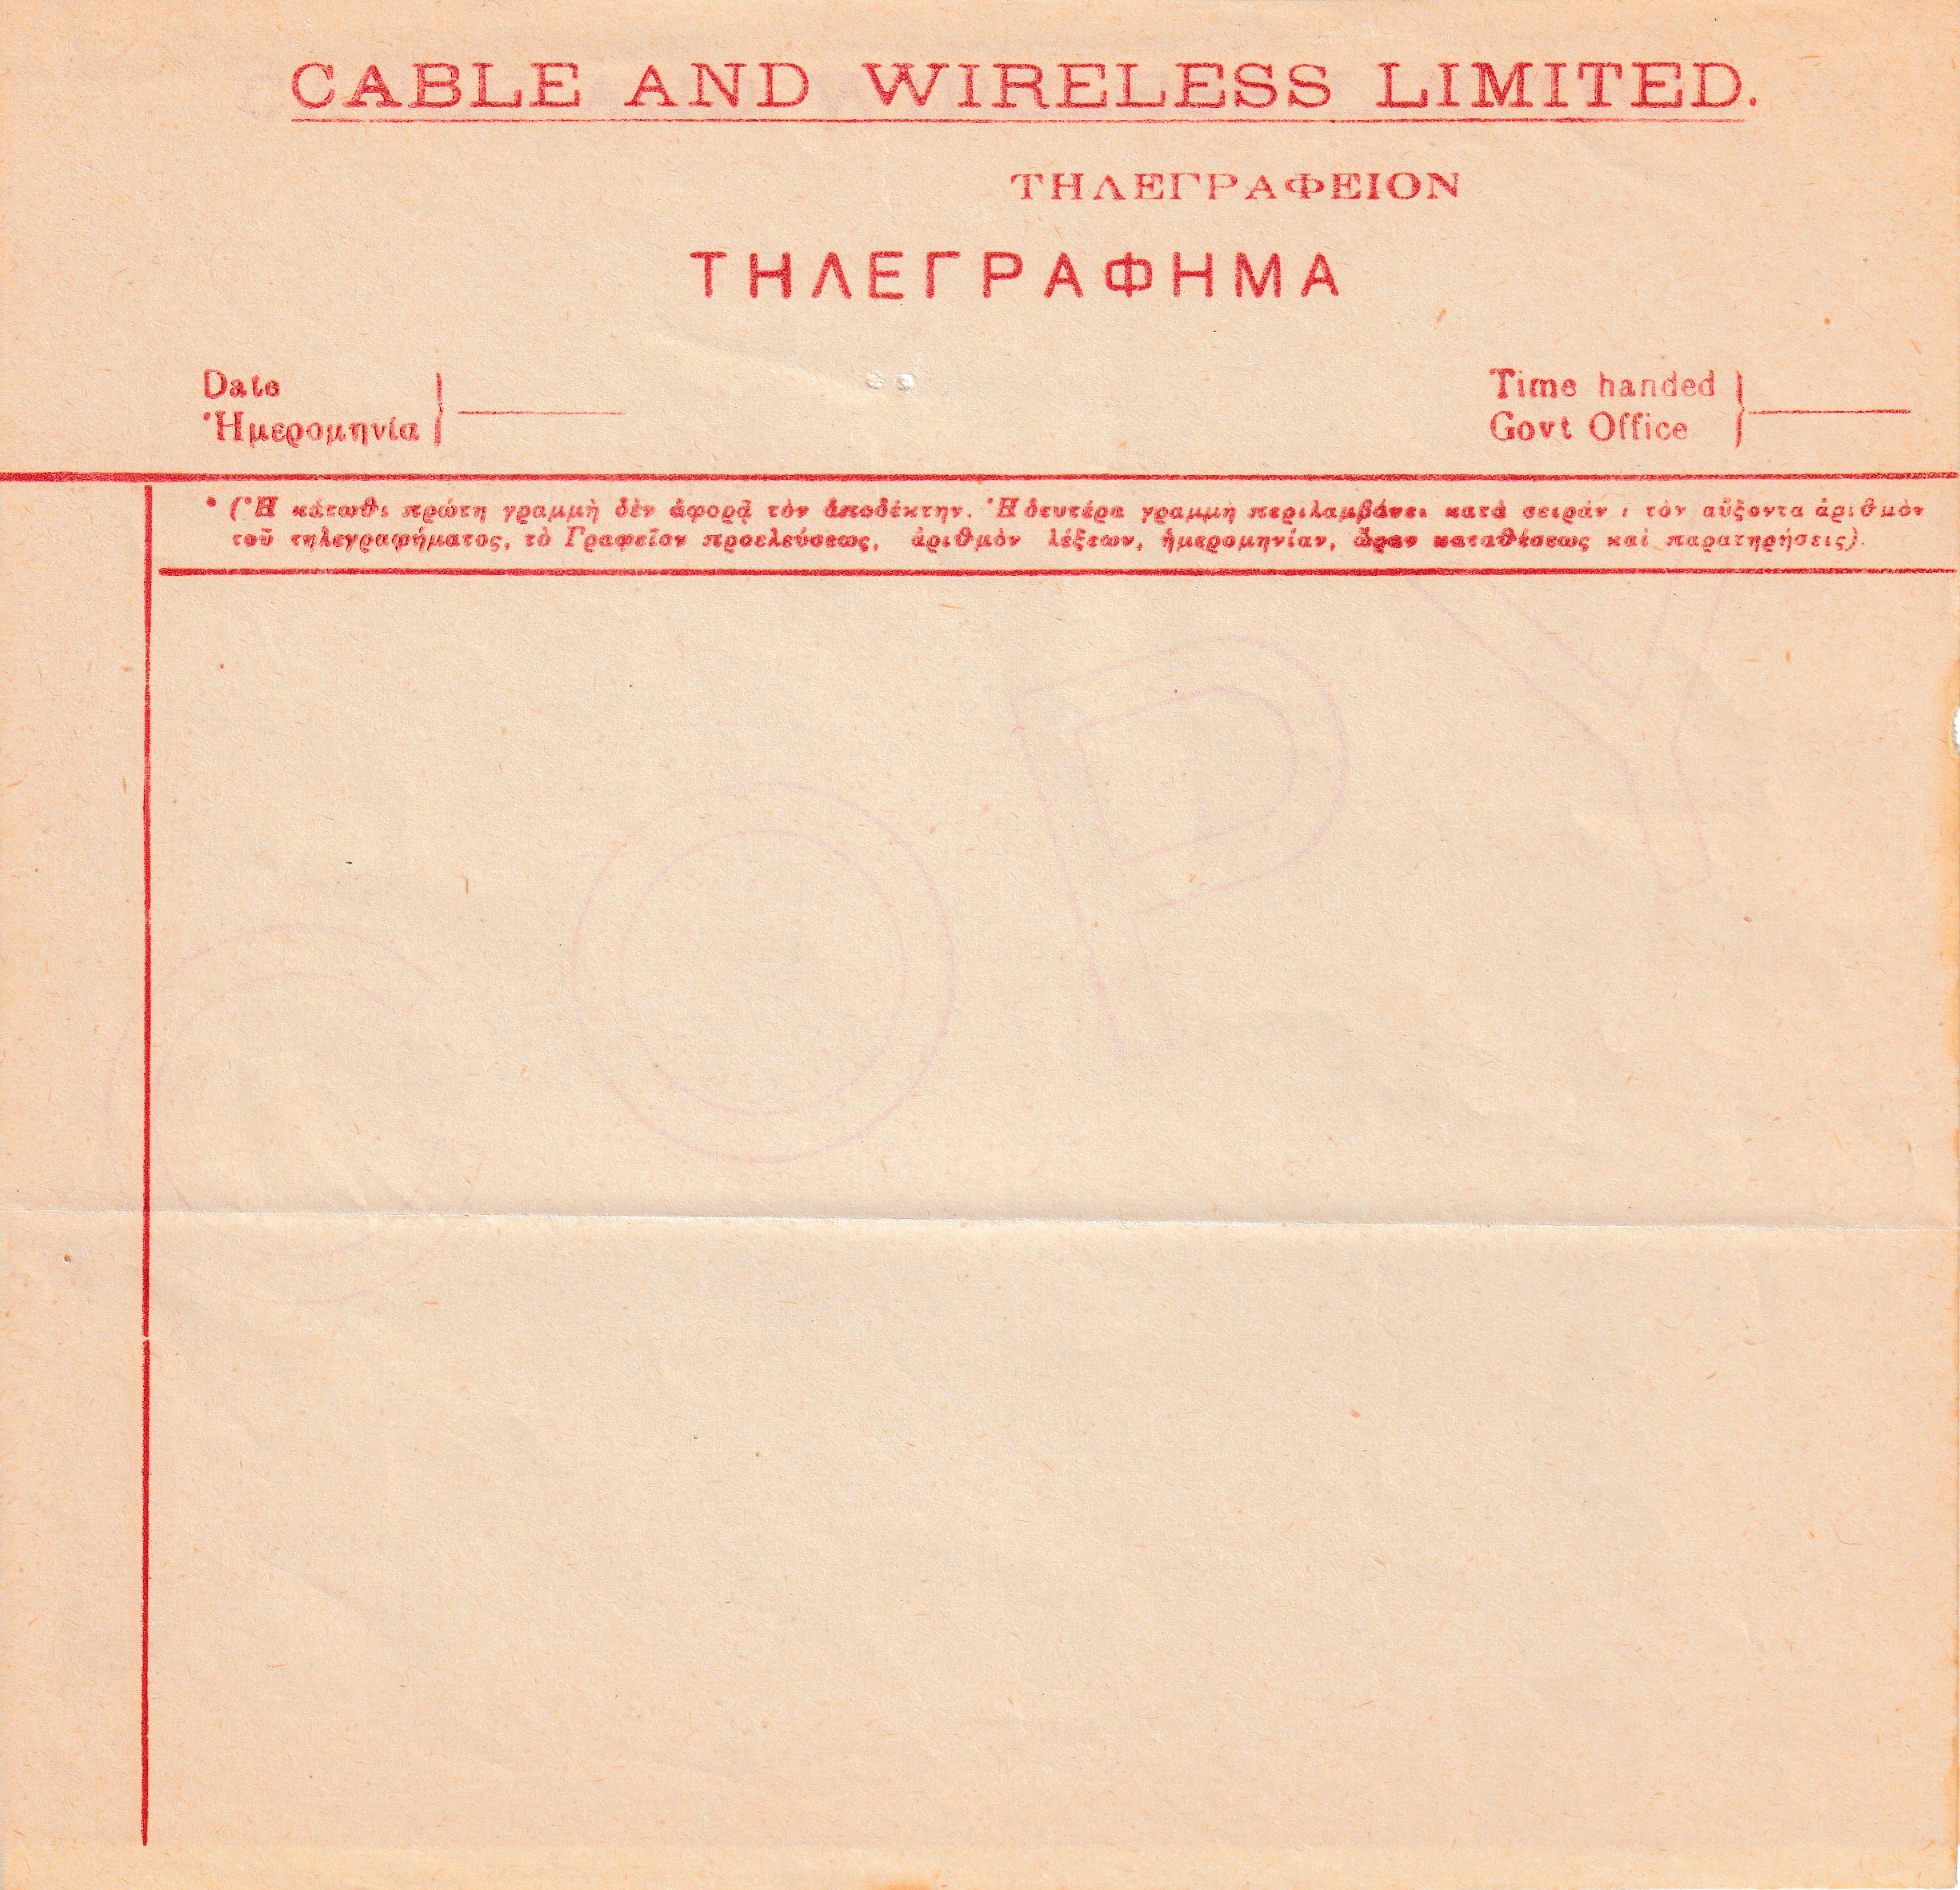 CABLE AND WIRELESS LIMITED.
ΤΗΛΕΓΡΑΦΕΙΟΝ
ΤΗΛΕΓΡΑΦΗΜΑ
Date
Ἡμερομηνία
Time handed
Govt Office
* (Ἡ κάτωθι πρώτη γραμμὴ δὲν ἀφορᾷ τὸν ἀποδέκτην. Ἡ δευτέρα γραμμὴ περιλαμβάνει κατὰ σειράν : τὸν αὔξοντα ἀριθμὸν
τοῦ τηλεγραφήματος, τὸ Γραφεῖον προελεύσεως, ἀριθμὸν λέξεων, ἡμερομηνίαν, ὥραν καταθέσεως καὶ παρατηρήσεις).
COPY